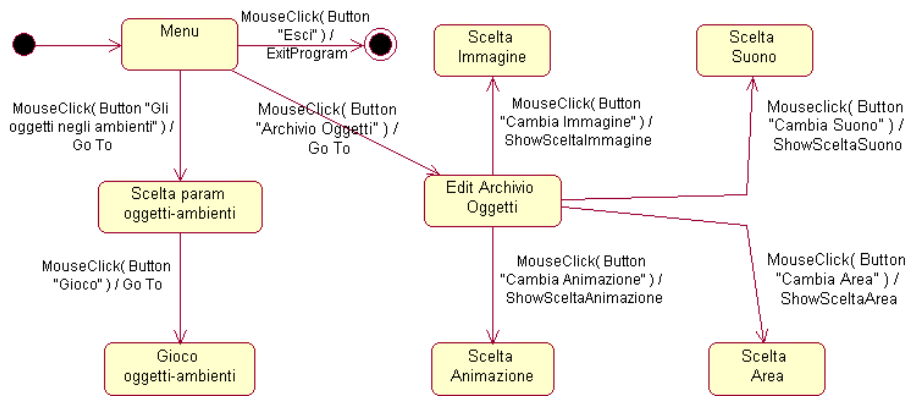 Menu
MouseClick( Button
"Esci" ) /
ExitProgram
Scelta
Immagine
Scelta
Suono
MouseClick( Button "Gli
oggetti negli ambienti" ) /
Go To
MouseClick( Button
"Archivio Oggetti" ) /
Go To
MouseClick( Button
"Cambia Immagine" ) /
ShowSceltaImmagine
Mouseclick( Button
"Cambia Suono" ) /
ShowSceltaSuono
Scelta param
oggetti-ambienti
Edit Archivio
Oggetti
MouseClick( Button
"Gioco" ) / Go To
MouseClick( Button
"Cambia Animazione" ) /
ShowSceltaAnimazione
MouseClick( Button
"Cambia Area" ) /
ShowSceltaArea
Gioco
oggetti-ambienti
Scelta
Animazione
Scelta
Area